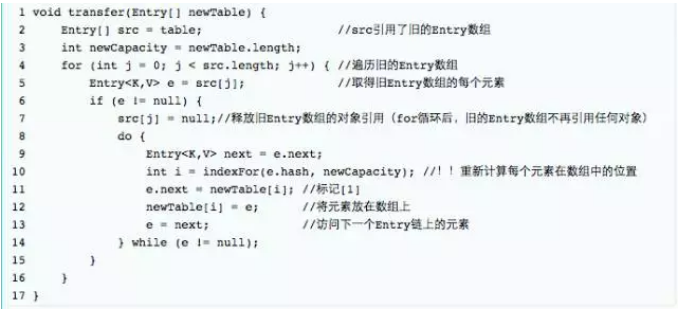 1 void transfer(Entry[] newTable) {
2     Entry[] src = table;                   //src引用了旧的Entry数组
3     int newCapacity = newTable.length;
4     for (int j = 0; j < src.length; j++) { //遍历旧的Entry数组
5         Entry<K,V> e = src[j];             //取得旧Entry数组的每个元素
6         if (e != null) {
7             src[j] = null;//释放旧Entry数组的对象引用（for循环后，旧的Entry数组不再引用任何对象）
8             do {
9                 Entry<K,V> next = e.next;
10                 int i = indexFor(e.hash, newCapacity); //！！重新计算每个元素在数组中的位置
11                 e.next = newTable[i]; //标记[1]
12                 newTable[i] = e;      //将元素放在数组上
13                 e = next;             //访问下一个Entry链上的元素
14             } while (e != null);
15         }
16     }
17 }